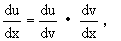 du/dx = du/dv • dv/dx ,